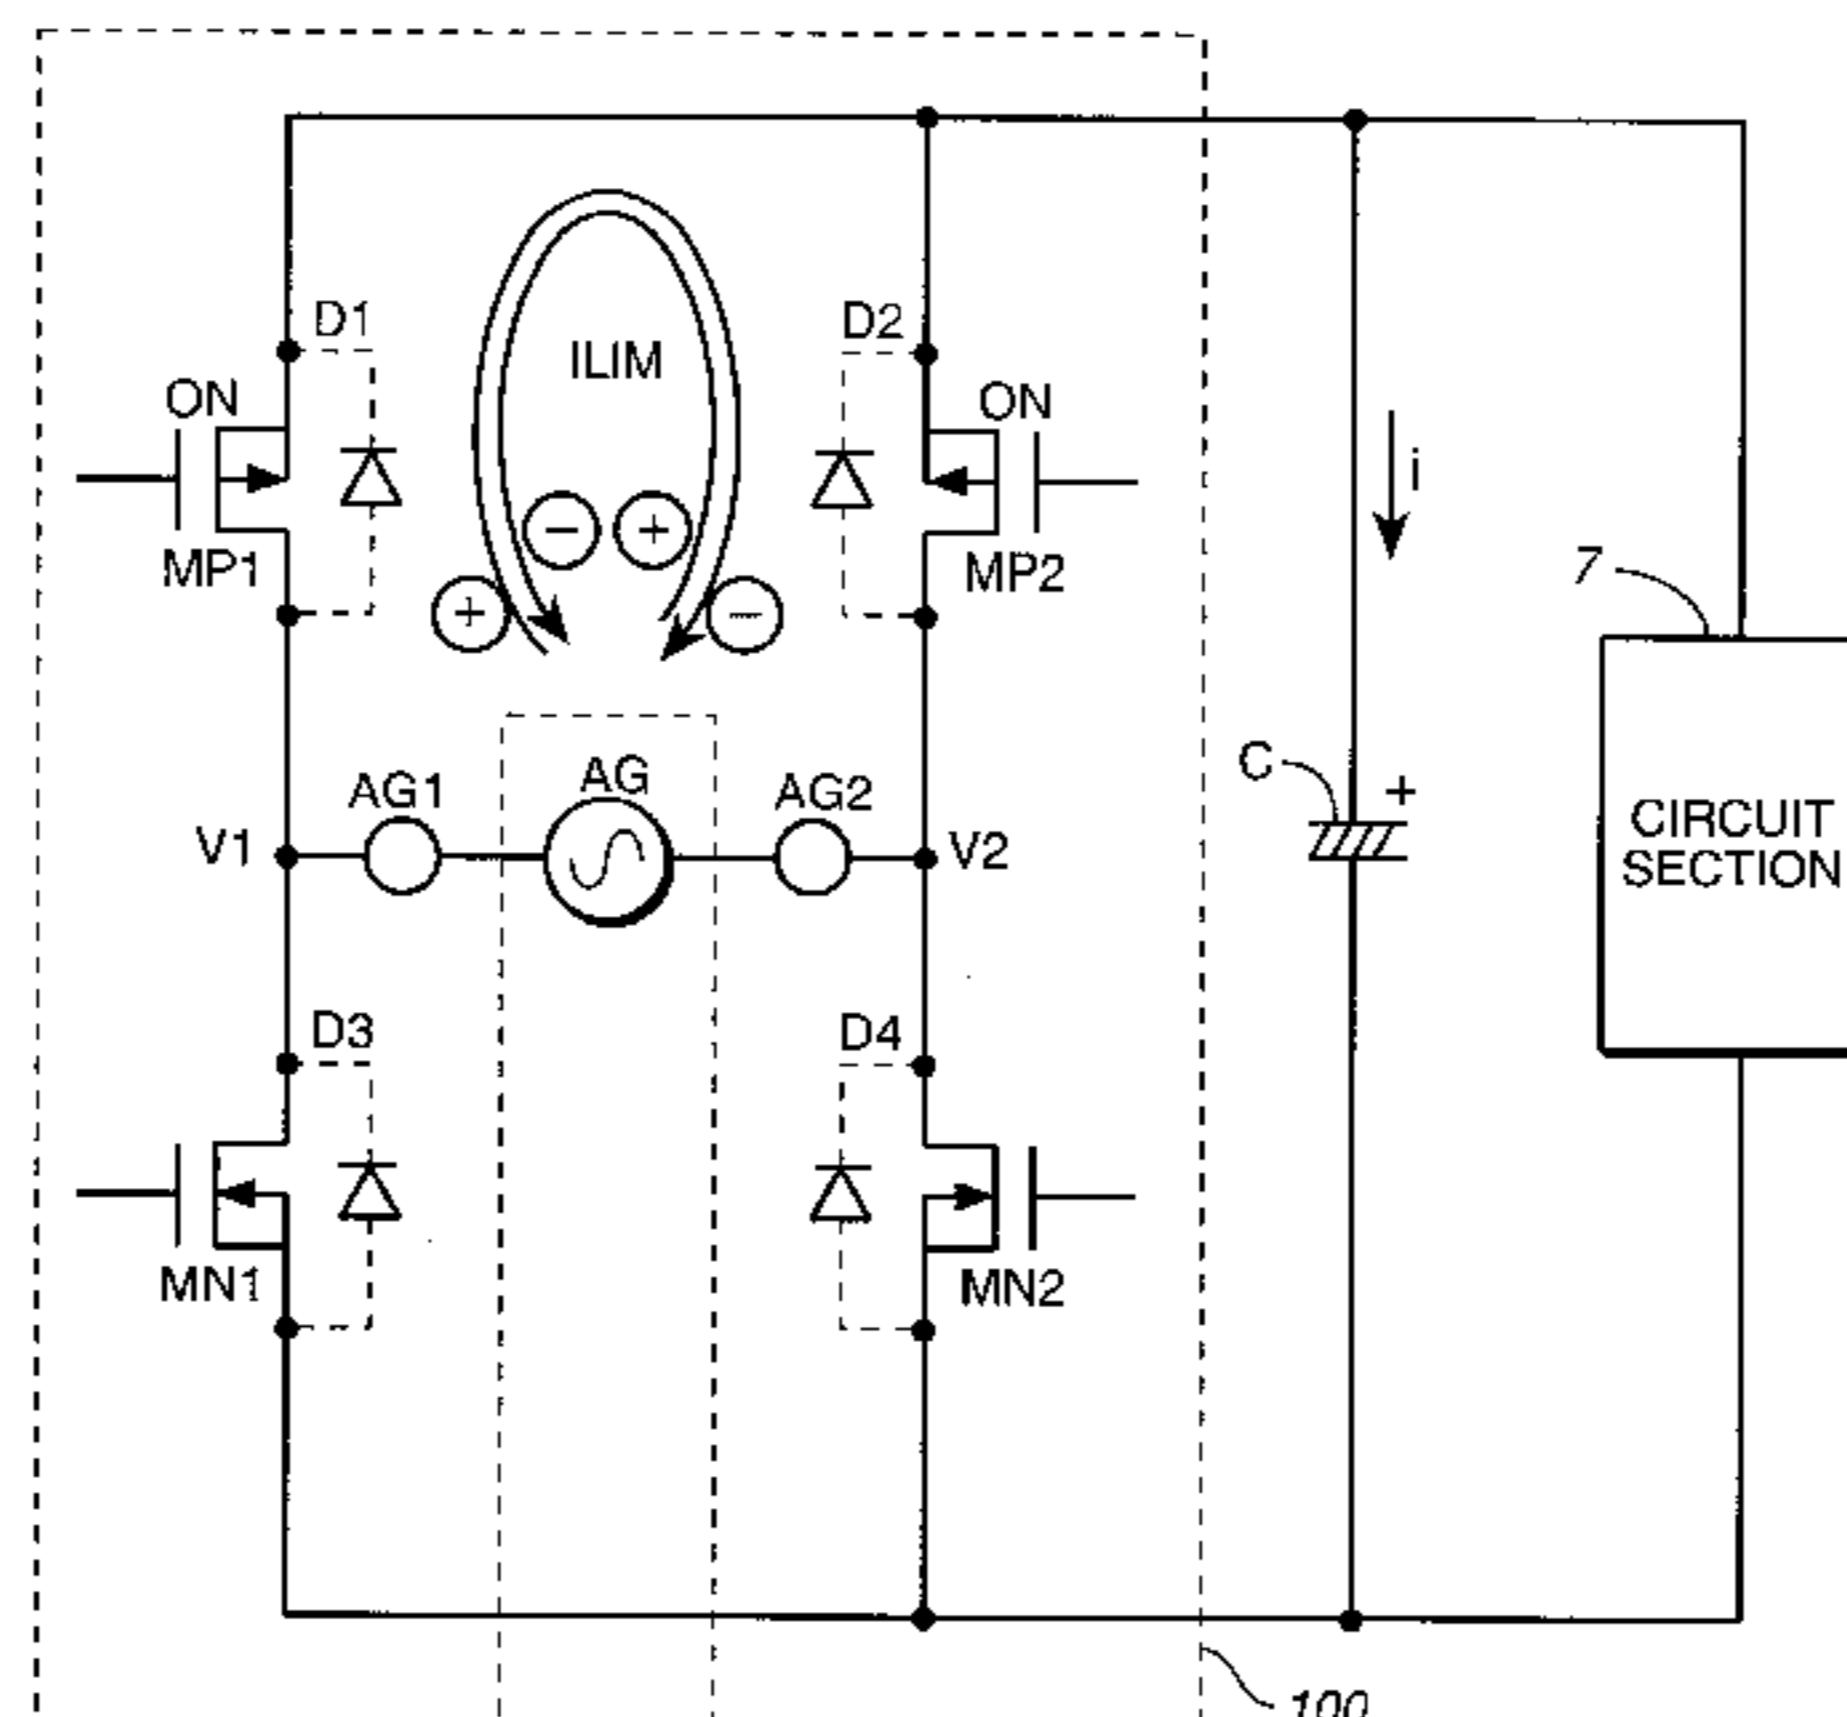 D1
D2
ILIM
ON
ON
i
− +
MP1
MP2
7
+
−
AG
C
+
AG1
AG2
V1
V2
CIRCUIT
SECTION
D3
D4
MN1
MN2
100